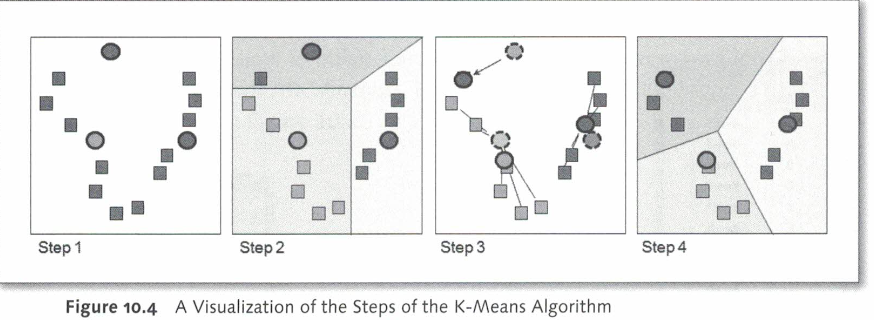 Step 1
Step 2
Step 3
Step 4
Figure 10.4 A Visualization of the Steps of the K-Means Algorithm